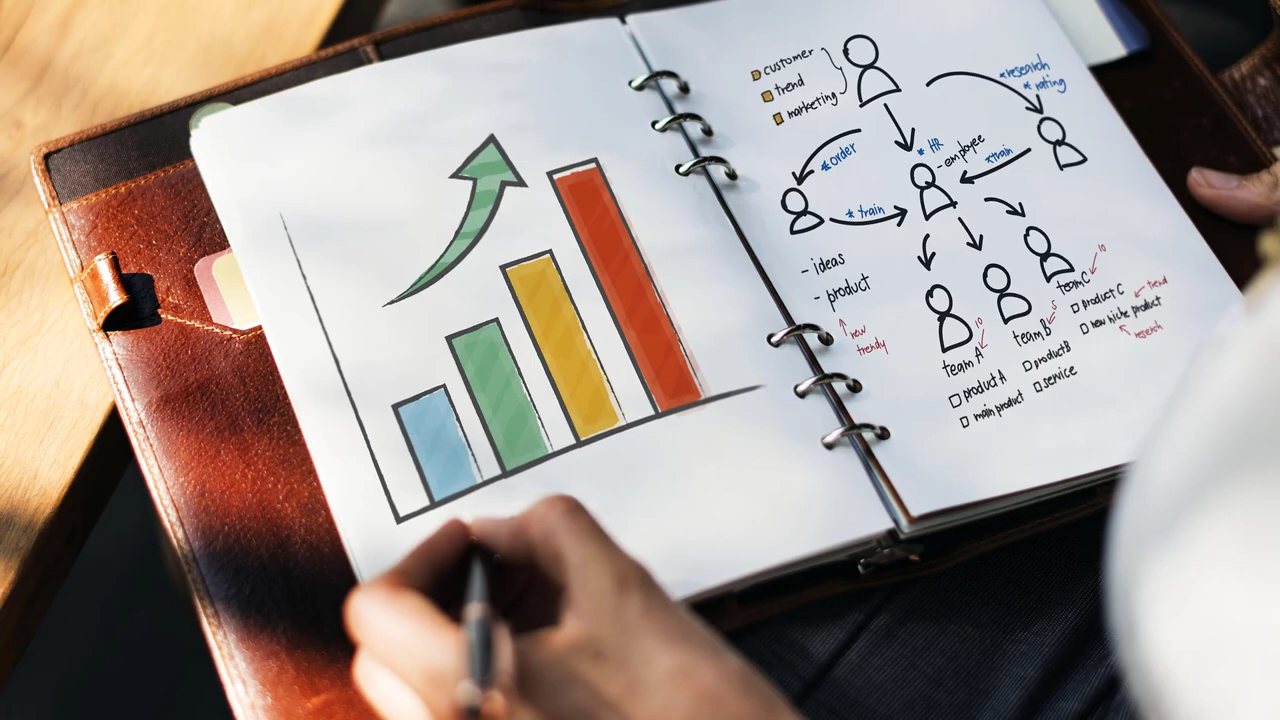 customer
trend
marketing
*research
* rating
* order
* HR
- employee
* train
* train
- ideas
- product
new
trendy
team A
10
product A
main product
team B
5
product B
service
team C
10
product C
trend
new niche product
research